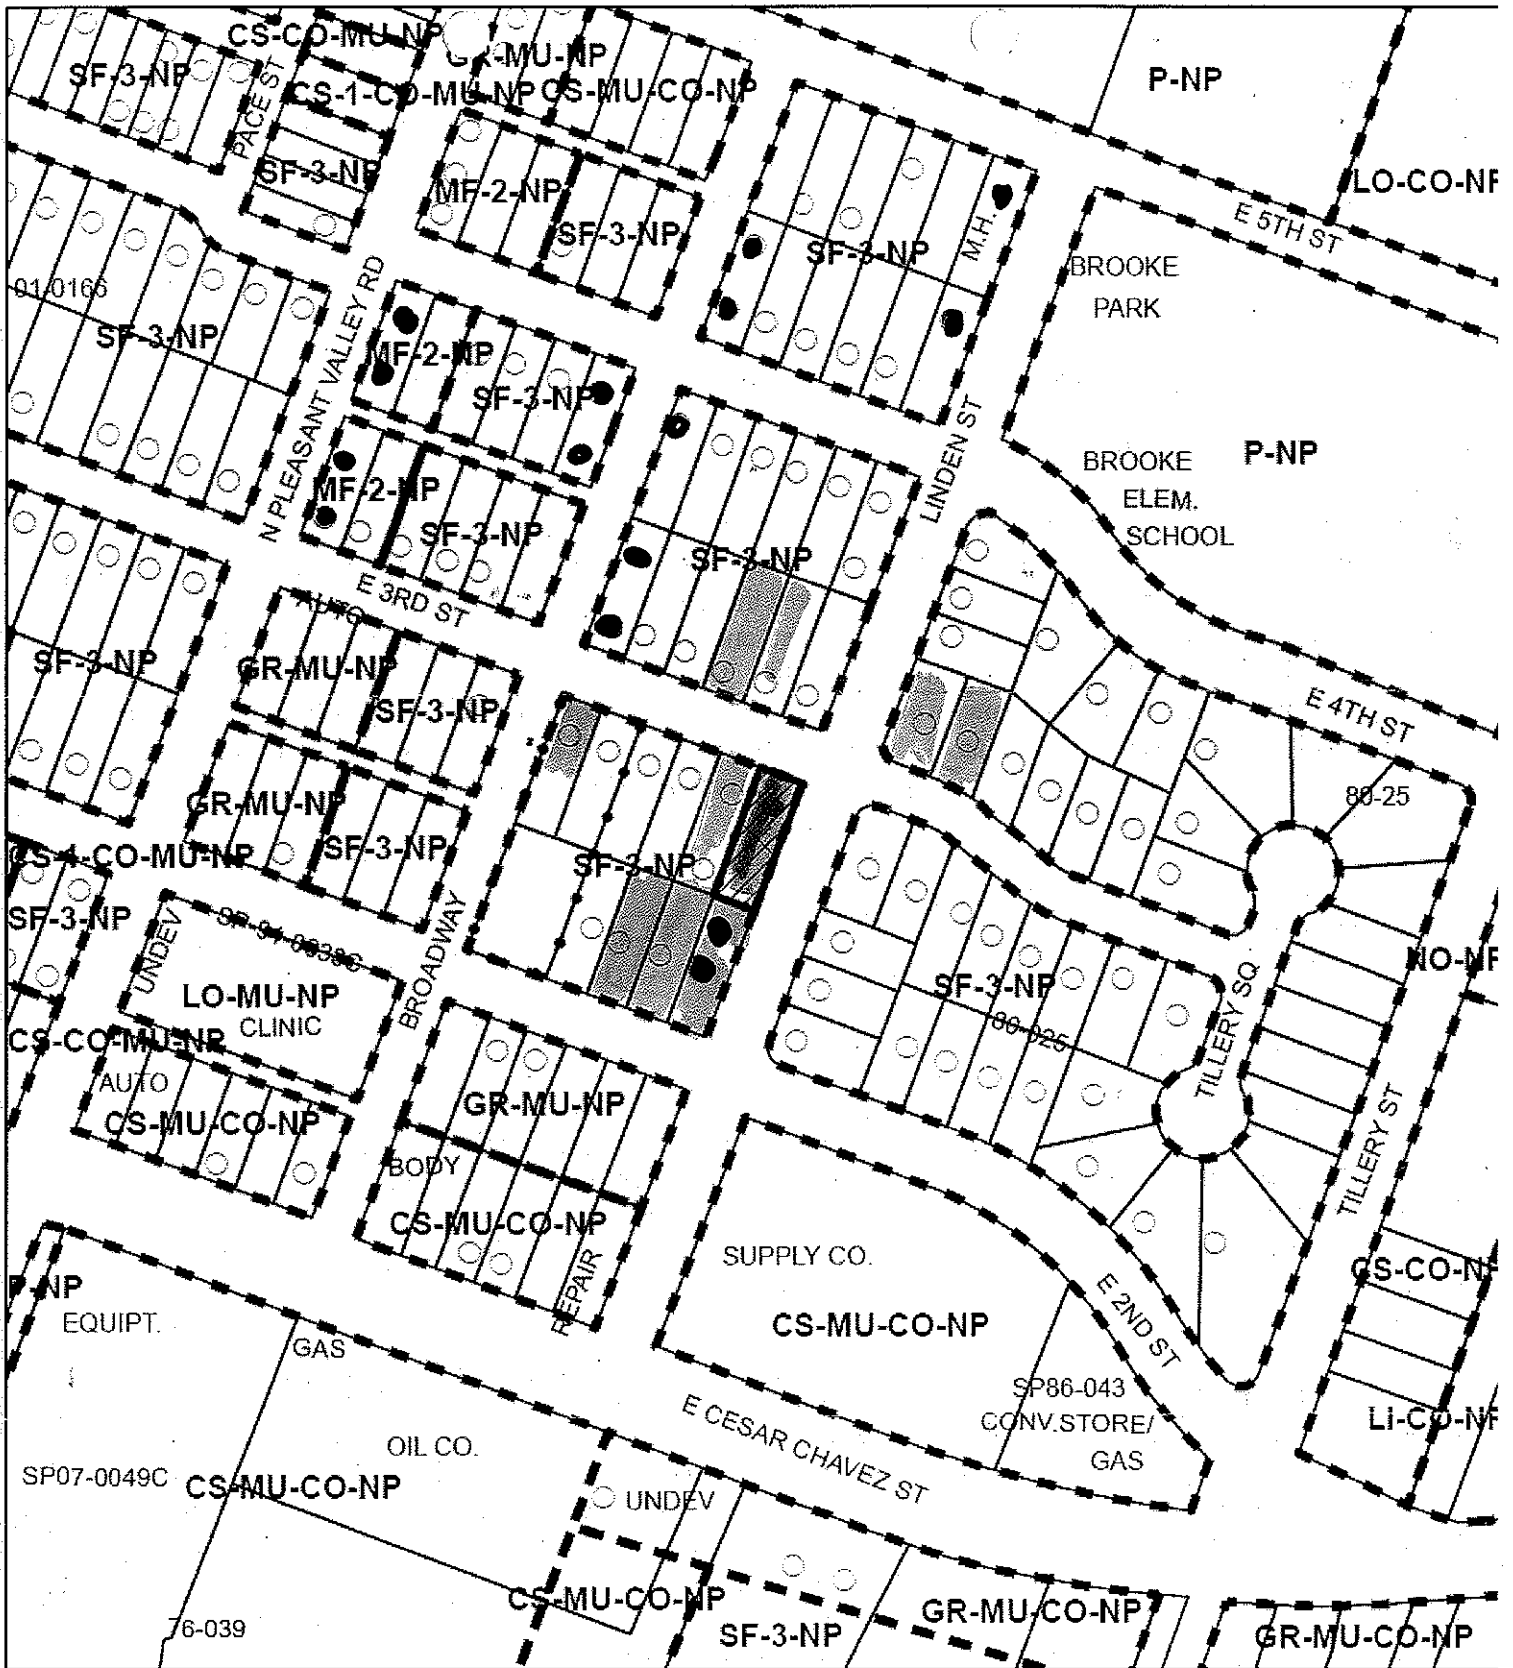 CS-CO-MU-NP
GR-MU-NP
SF-3-NP
P-NP
CS-1-CO-MU-NP
CS-MU-CO-NP
PACE ST
SF-3-NP
MF-2-NP
LO-CO-NP
SF-3-NP
M.H.
E 5TH ST
SF-3-NP
BROOKE
PARK
01-0166
SF-3-NP
N PLEASANT VALLEY RD
MF-2-NP
SF-3-NP
LINDEN ST
P-NP
BROOKE
ELEM.
SCHOOL
MF-2-NP
SF-3-NP
SF-3-NP
E 3RD ST
AUTO
SF-3-NP
GR-MU-NP
SF-3-NP
E 4TH ST
80-25
GR-MU-NP
SF-3-NP
CS-1-CO-MU-NP
SF-3-NP
SF-3-NP
UNDEV
BROADWAY
LO-MU-NP
CLINIC
SF-3-NP
80-025
TILLERY SQ
NO-NP
CS-CO-MU-NP
AUTO
CS-MU-CO-NP
GR-MU-NP
BODY
TILLERY ST
CS-MU-CO-NP
REPAIR
SUPPLY CO.
CS-MU-CO-NP
E 2ND ST
CS-CO-NP
P-NP
EQUIPT.
GAS
SP86-043
CONV.STORE/
GAS
LI-CO-NP
E CESAR CHAVEZ ST
OIL CO.
SP07-0049C
CS-MU-CO-NP
UNDEV
CS-MU-CO-NP
SF-3-NP
GR-MU-CO-NP
GR-MU-CO-NP
76-039